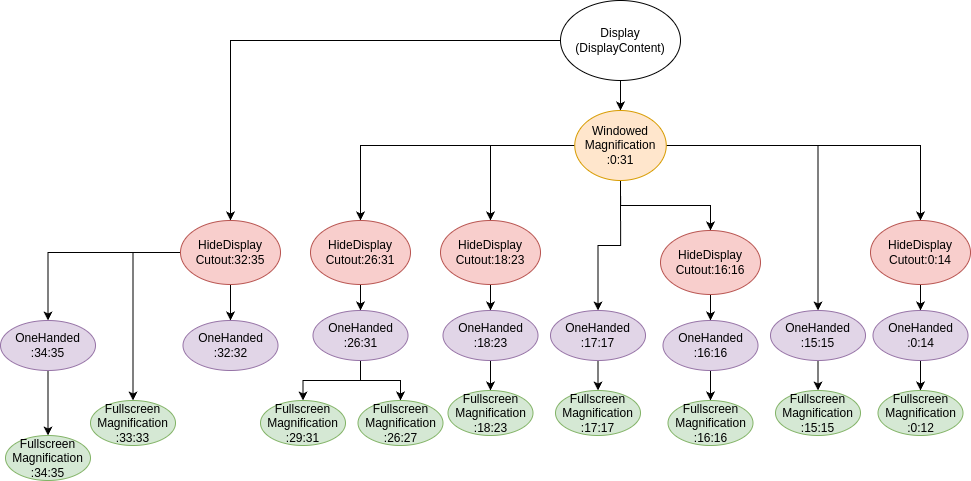 Display
(DisplayContent)
Windowed
Magnification
:0:31
HideDisplay
Cutout:32:35
HideDisplay
Cutout:26:31
HideDisplay
Cutout:18:23
HideDisplay
Cutout:16:16
HideDisplay
Cutout:0:14
OneHanded
:34:35
OneHanded
:32:32
OneHanded
:26:31
OneHanded
:18:23
OneHanded
:17:17
OneHanded
:16:16
OneHanded
:15:15
OneHanded
:0:14
Fullscreen
Magnification
:34:35
Fullscreen
Magnification
:33:33
Fullscreen
Magnification
:29:31
Fullscreen
Magnification
:26:27
Fullscreen
Magnification
:18:23
Fullscreen
Magnification
:17:17
Fullscreen
Magnification
:16:16
Fullscreen
Magnification
:15:15
Fullscreen
Magnification
:0:12